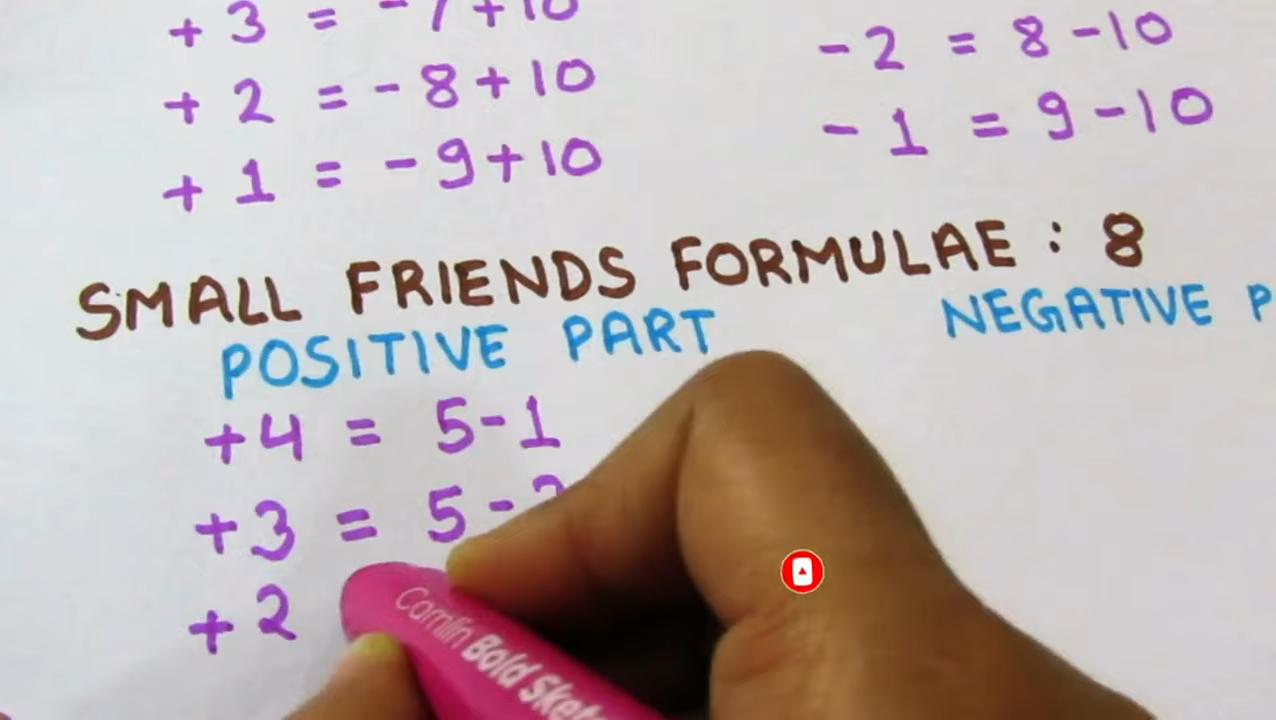 + 3 = - 7 + 10
+ 2 = - 8 + 10
+ 1 = - 9 + 10
- 2 = 8 - 10
- 1 = 9 - 10
SMALL FRIENDS FORMULAE : 8
POSITIVE PART
NEGATIVE P
+4 = 5-1
+3 = 5 -
+2
Camlin Bold Sket